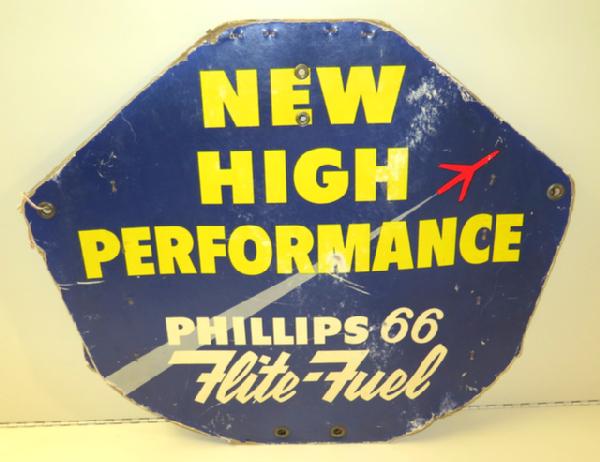 NEW
HIGH
PERFORMANCE
PHILLIPS 66
Flite-Fuel